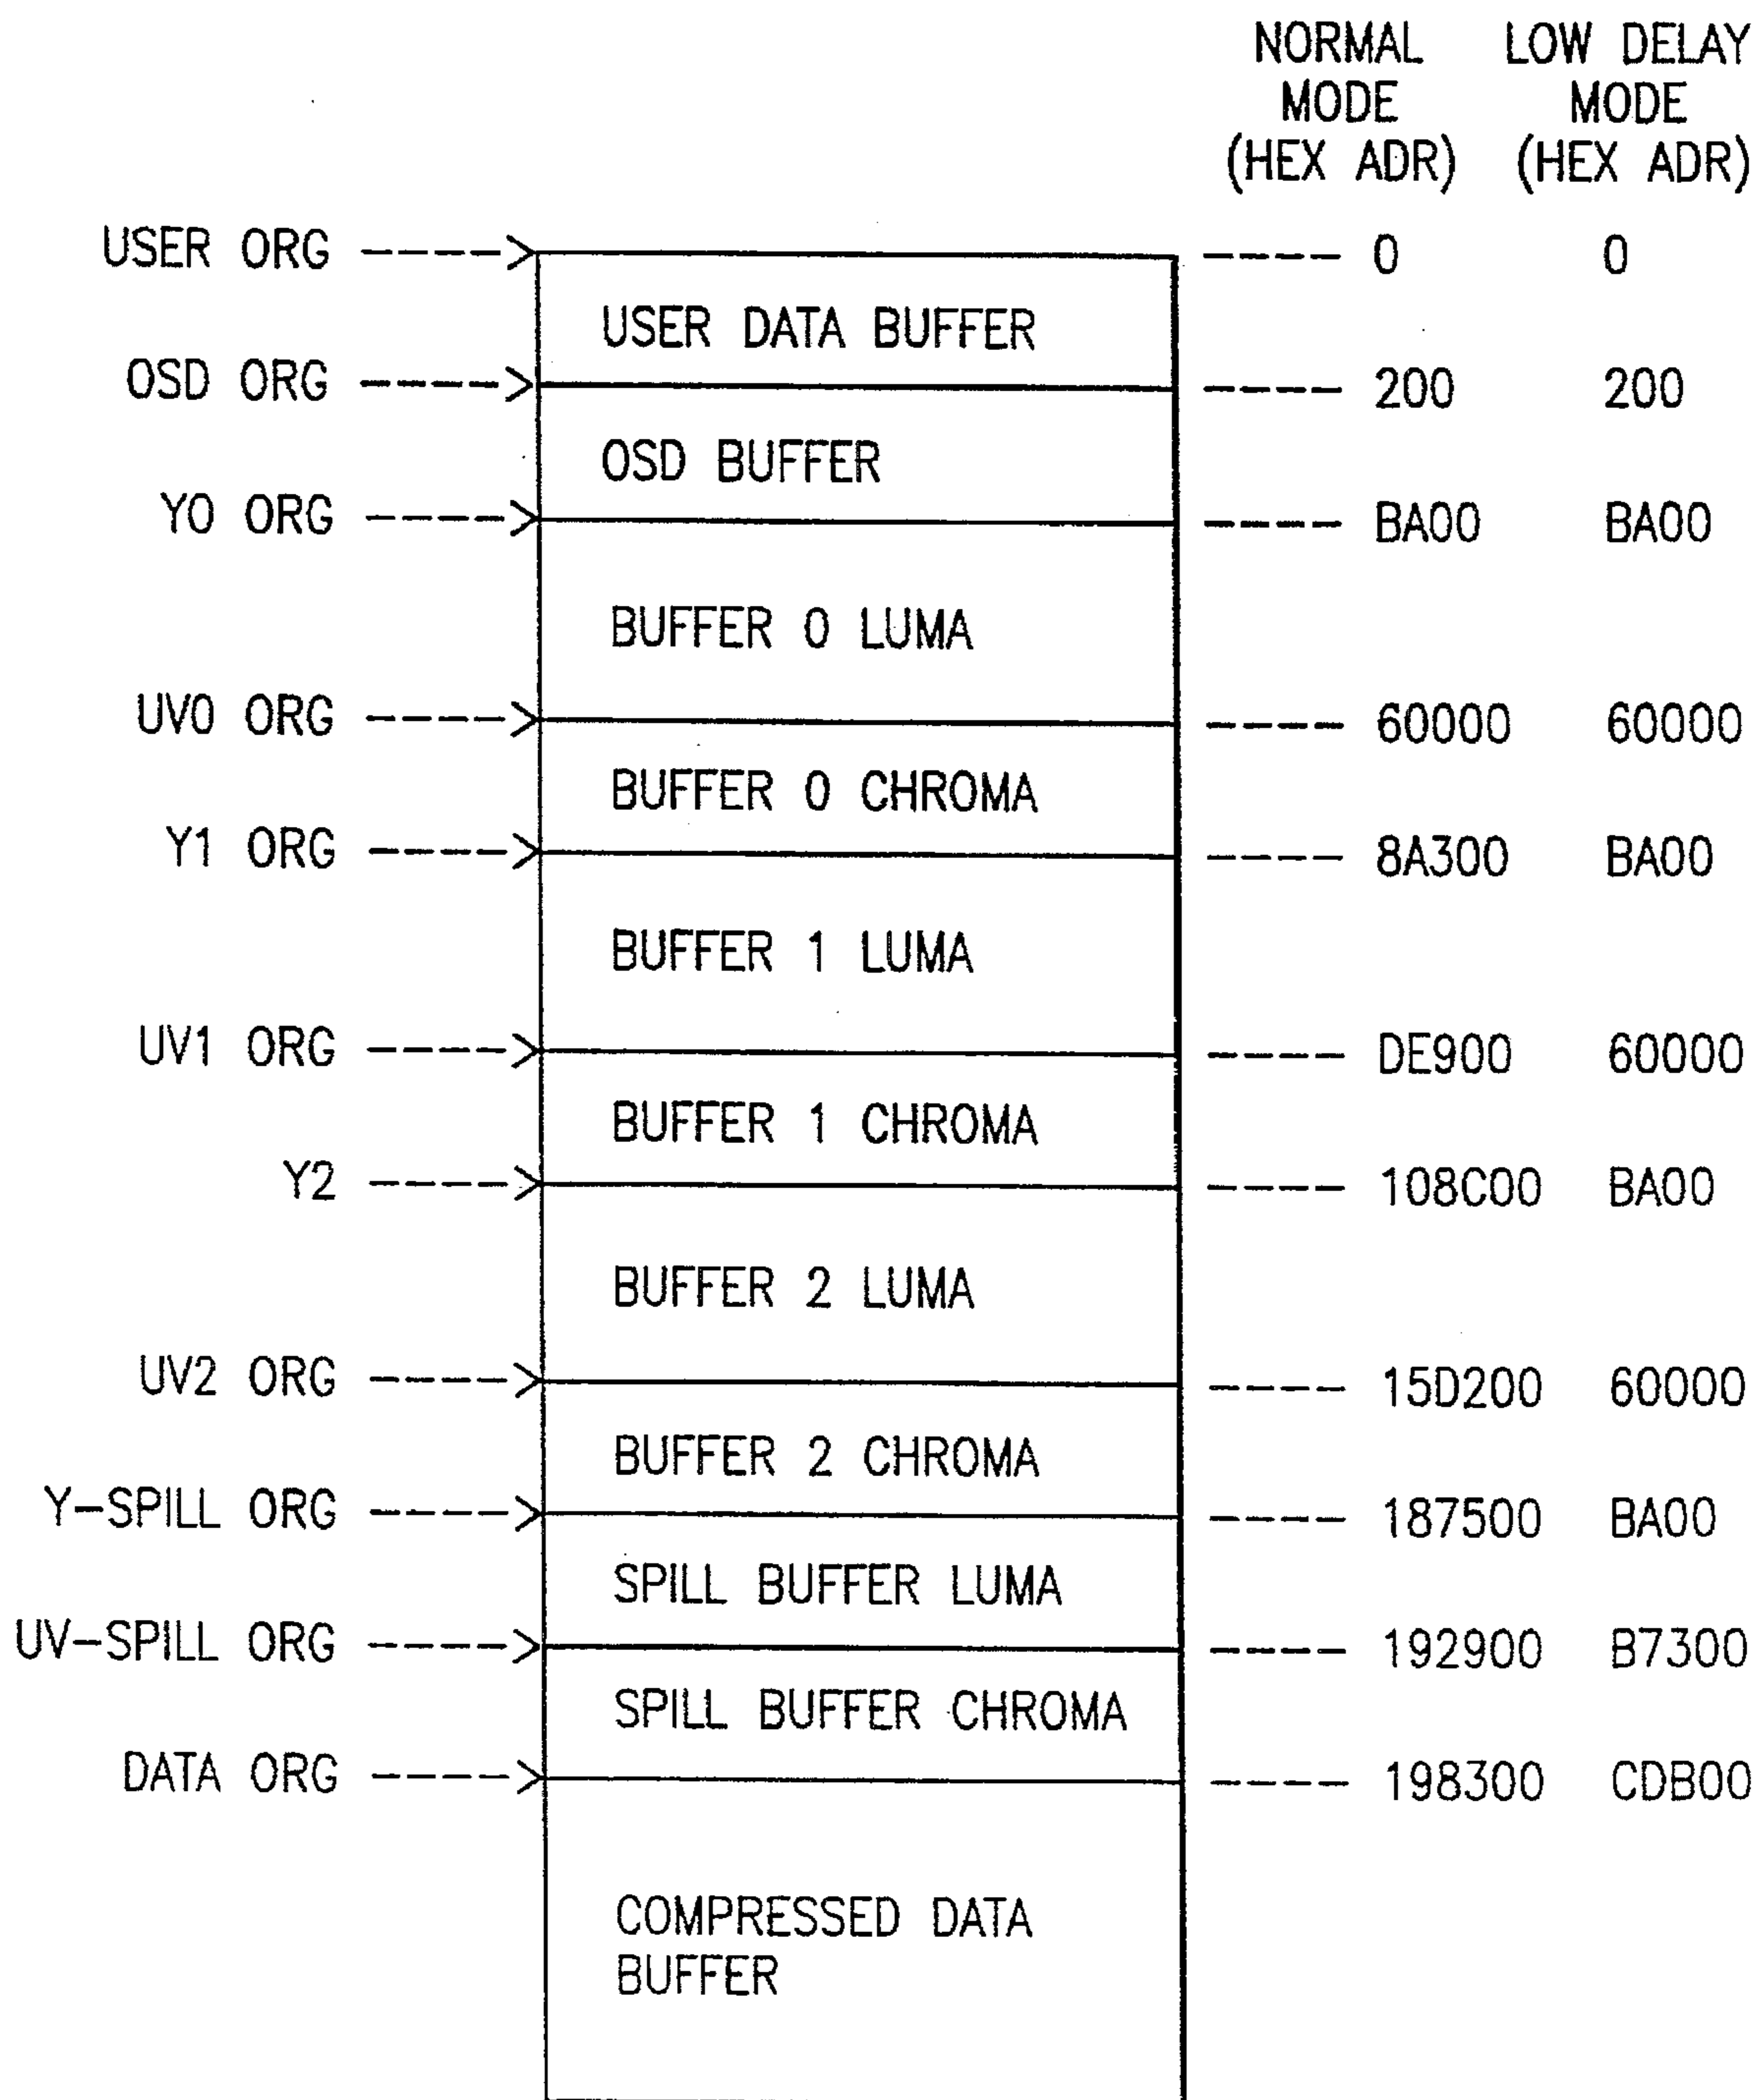 NORMAL LOW DELAY
MODE MODE
(HEX ADR) (HEX ADR)
USER ORG ----> ---- 0 0
USER DATA BUFFER
OSD ORG ----> ---- 200 200
OSD BUFFER
Y0 ORG ----> ---- BA00 BA00
BUFFER 0 LUMA
UV0 ORG ----> ---- 60000 60000
BUFFER 0 CHROMA
Y1 ORG ----> ---- 8A300 BA00
BUFFER 1 LUMA
UV1 ORG ----> ---- DE900 60000
BUFFER 1 CHROMA
Y2 ----> ---- 108C00 BA00
BUFFER 2 LUMA
UV2 ORG ----> ---- 15D200 60000
BUFFER 2 CHROMA
Y-SPILL ORG ----> ---- 187500 BA00
SPILL BUFFER LUMA
UV-SPILL ORG ----> ---- 192900 B7300
SPILL BUFFER CHROMA
DATA ORG ----> ---- 198300 CDB00
COMPRESSED DATA
BUFFER